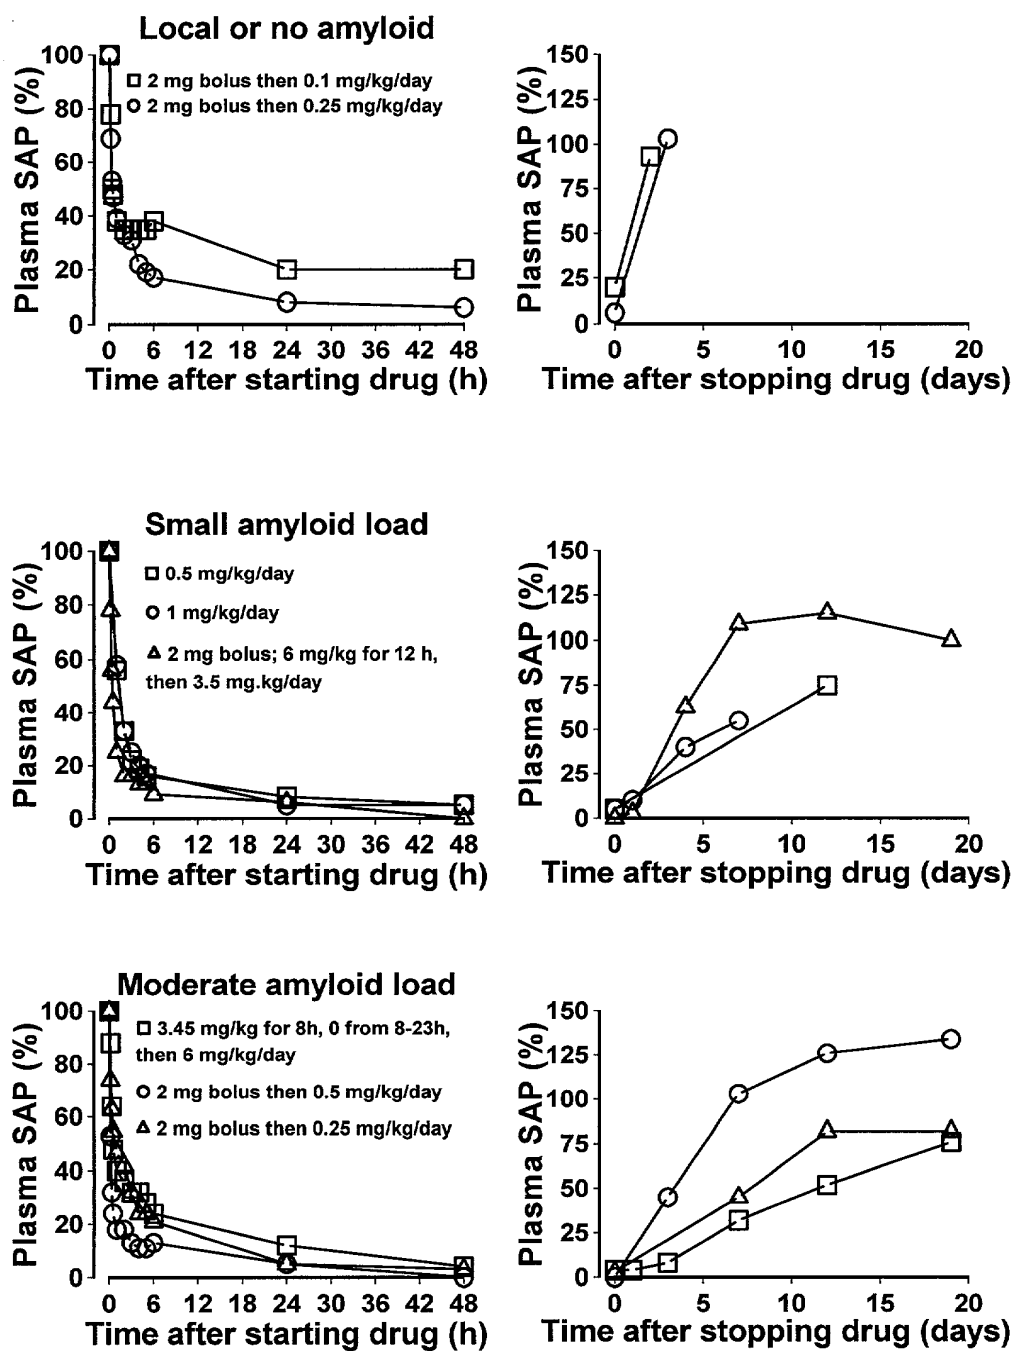 Local or no amyloid
Plasma SAP (%)
100
80
60
40
20
0
2 mg bolus then 0.1 mg/kg/day
2 mg bolus then 0.25 mg/kg/day
0 6 12 18 24 30 36 42 48
Time after starting drug (h)
Plasma SAP (%)
150
125
100
75
50
25
0
0 5 10 15 20
Time after stopping drug (days)
Small amyloid load
Plasma SAP (%)
100
80
60
40
20
0
0.5 mg/kg/day
1 mg/kg/day
2 mg bolus; 6 mg/kg for 12 h,
then 3.5 mg.kg/day
0 6 12 18 24 30 36 42 48
Time after starting drug (h)
Plasma SAP (%)
150
125
100
75
50
25
0
0 5 10 15 20
Time after stopping drug (days)
Moderate amyloid load
Plasma SAP (%)
100
80
60
40
20
0
3.45 mg/kg for 8h, 0 from 8-23h,
then 6 mg/kg/day
2 mg bolus then 0.5 mg/kg/day
2 mg bolus then 0.25 mg/kg/day
0 6 12 18 24 30 36 42 48
Time after starting drug (h)
Plasma SAP (%)
150
125
100
75
50
25
0
0 5 10 15 20
Time after stopping drug (days)